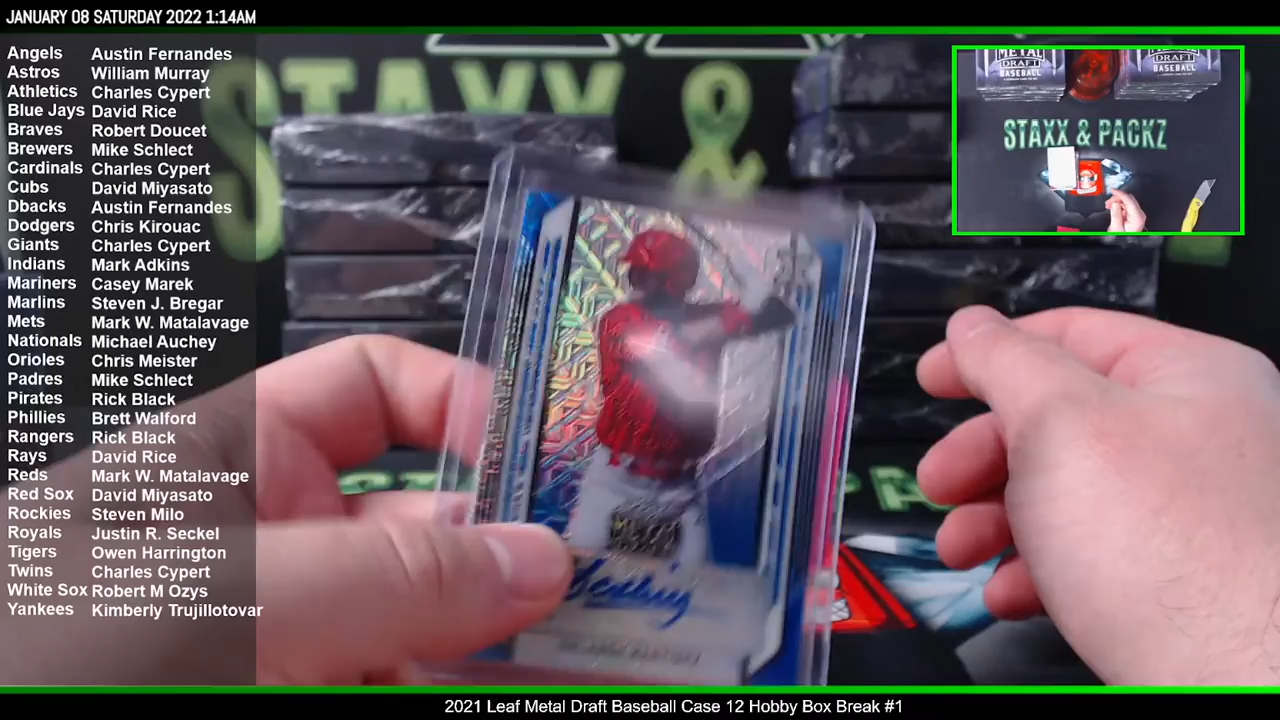 JANUARY 08 SATURDAY 2022 1:14AM
Angels Austin Fernandes
Astros William Murray
Athletics Charles Cypert
Blue Jays David Rice
Braves Robert Doucet
Brewers Mike Schlect
Cardinals Charles Cypert
Cubs David Miyasato
Dbacks Austin Fernandes
Dodgers Chris Kirouac
Giants Charles Cypert
Indians Mark Adkins
Mariners Casey Marek
Marlins Steven J. Bregar
Mets Mark W. Matalavage
Nationals Michael Auchey
Orioles Chris Meister
Padres Mike Schlect
Pirates Rick Black
Phillies Brett Walford
Rangers Rick Black
Rays David Rice
Reds Mark W. Matalavage
Red Sox David Miyasato
Rockies Steven Milo
Royals Justin R. Seckel
Tigers Owen Harrington
Twins Charles Cypert
White Sox Robert M Ozys
Yankees Kimberly Trujillotovar
STAXX &
METAL
DRAFT
BASEBALL
DRAFT
BASEBALL
STAXX & PACKZ
2021 Leaf Metal Draft Baseball Case 12 Hobby Box Break #1